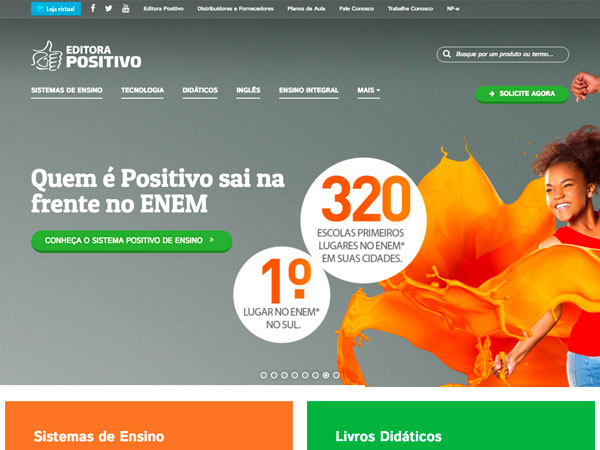 Loja virtual
Editora Positivo
Distribuidores e Fornecedores
Planos de Aula
Fale Conosco
Trabalhe Conosco
NF-e
EDITORA
POSITIVO
Busque por um produto ou termo...
SISTEMAS DE ENSINO
TECNOLOGIA
DIDÁTICOS
INGLÊS
ENSINO INTEGRAL
MAIS
SOLICITE AGORA
Quem é Positivo sai na
frente no ENEM
CONHEÇA O SISTEMA POSITIVO DE ENSINO »
320
ESCOLAS PRIMEIROS
LUGARES NO ENEM*
EM SUAS CIDADES.
1º
LUGAR NO ENEM*
NO SUL.
Sistemas de Ensino
Livros Didáticos